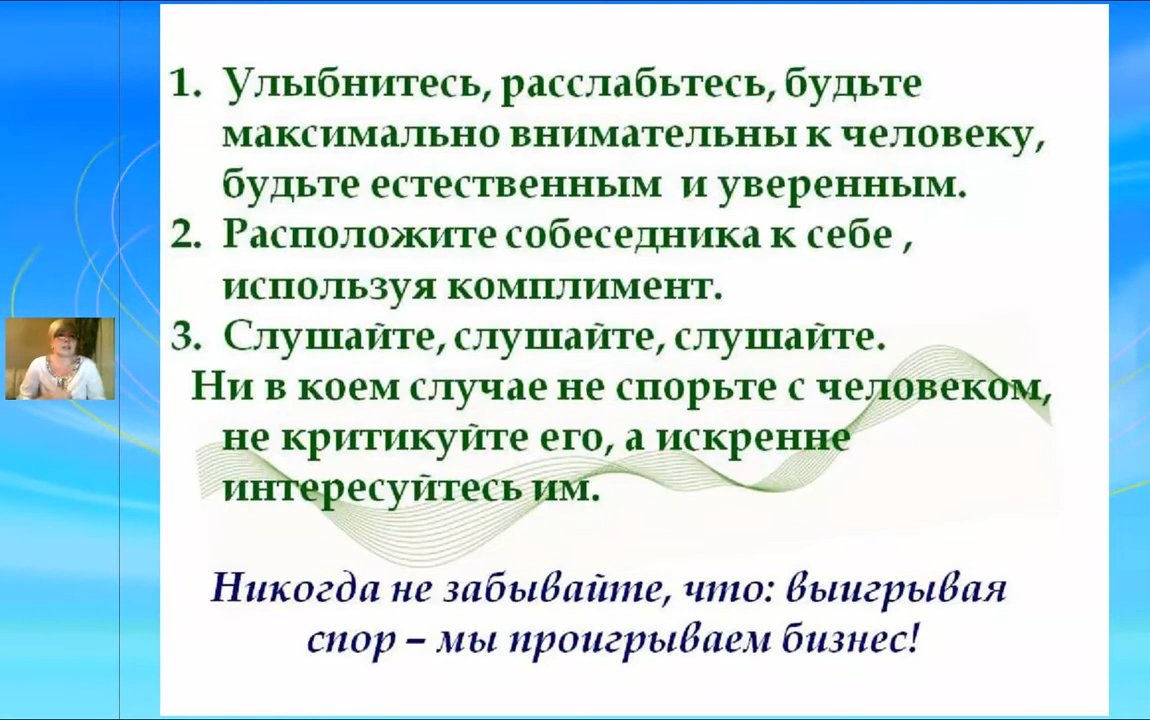 1. Улыбнитесь, расслабьтесь, будьте
максимально внимательны к человеку,
будьте естественным и уверенным.
2. Расположите собеседника к себе ,
используя комплимент.
3. Слушайте, слушайте, слушайте.
Ни в коем случае не спорьте с человеком,
не критикуйте его, а искренне
интересуйтесь им.
Никогда не забывайте, что: выигрывая
спор – мы проигрываем бизнес!